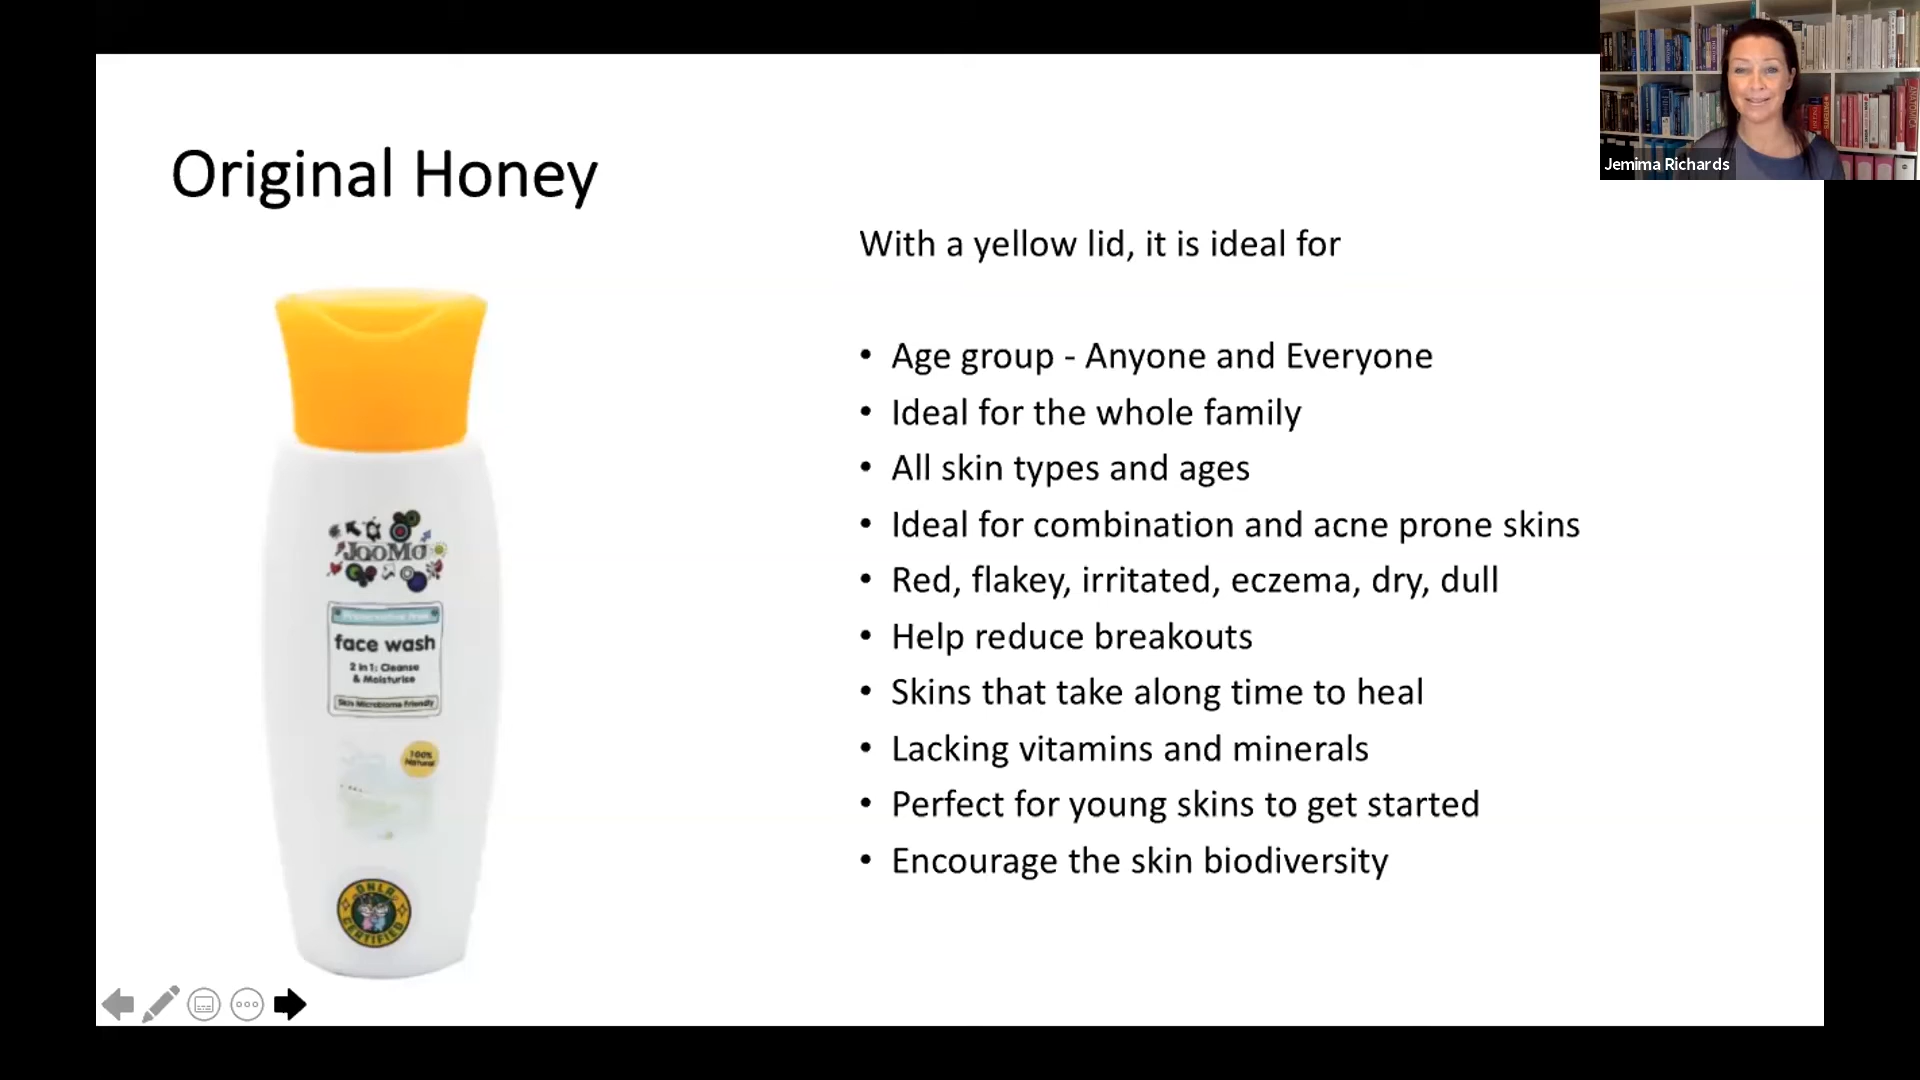 Original Honey
Jemima Richards
With a yellow lid, it is ideal for
• Age group - Anyone and Everyone
• Ideal for the whole family
• All skin types and ages
• Ideal for combination and acne prone skins
• Red, flakey, irritated, eczema, dry, dull
• Help reduce breakouts
• Skins that take along time to heal
• Lacking vitamins and minerals
• Perfect for young skins to get started
• Encourage the skin biodiversity
JooMo
Preservative Free
face wash
2 in 1: Cleanse
& Moisturise
Skin Microbiome Friendly
100%
Natural
CERTIFIED
ANATOMICA